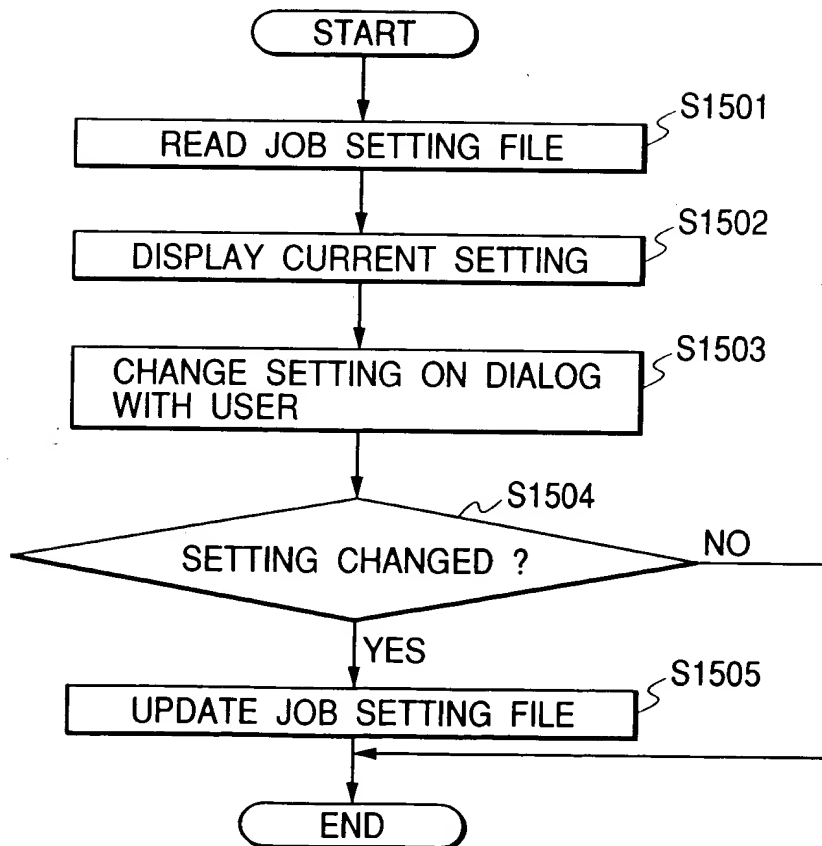 START
S1501
READ JOB SETTING FILE
S1502
DISPLAY CURRENT SETTING
S1503
CHANGE SETTING ON DIALOG
WITH USER
S1504
SETTING CHANGED ?
NO
YES
S1505
UPDATE JOB SETTING FILE
END